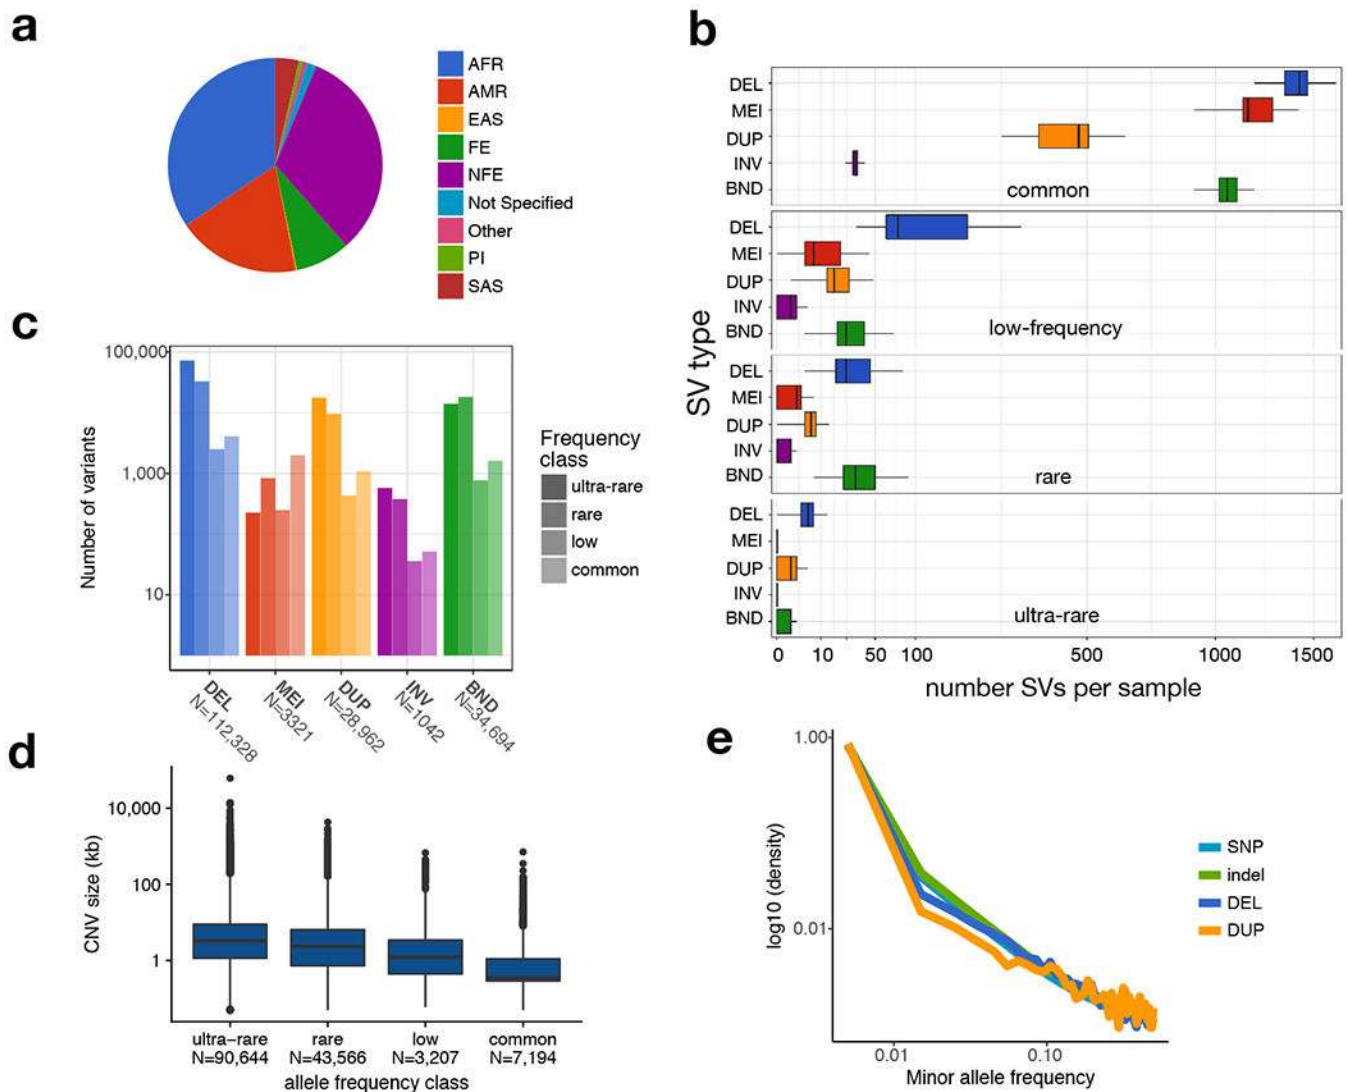 a
AFR
AMR
EAS
FE
NFE
Not Specified
Other
PI
SAS
b
SV type
DEL
MEI
DUP
INV
BND
common
DEL
MEI
DUP
INV
BND
low-frequency
DEL
MEI
DUP
INV
BND
rare
DEL
MEI
DUP
INV
BND
ultra-rare
0 10 50 100 500 1000 1500
number SVs per sample
c
Number of variants
100,000
1,000
10
DEL
N=112,328
MEI
N=3321
DUP
N=28,962
INV
N=1042
BND
N=34,694
Frequency
class
ultra-rare
rare
low
common
d
CNV size (kb)
10,000
100
1
ultra-rare rare low common
N=90,644 N=43,566 N=3,207 N=7,194
allele frequency class
e
log10 (density)
1.00
0.01
0.01 0.10
Minor allele frequency
SNP
indel
DEL
DUP